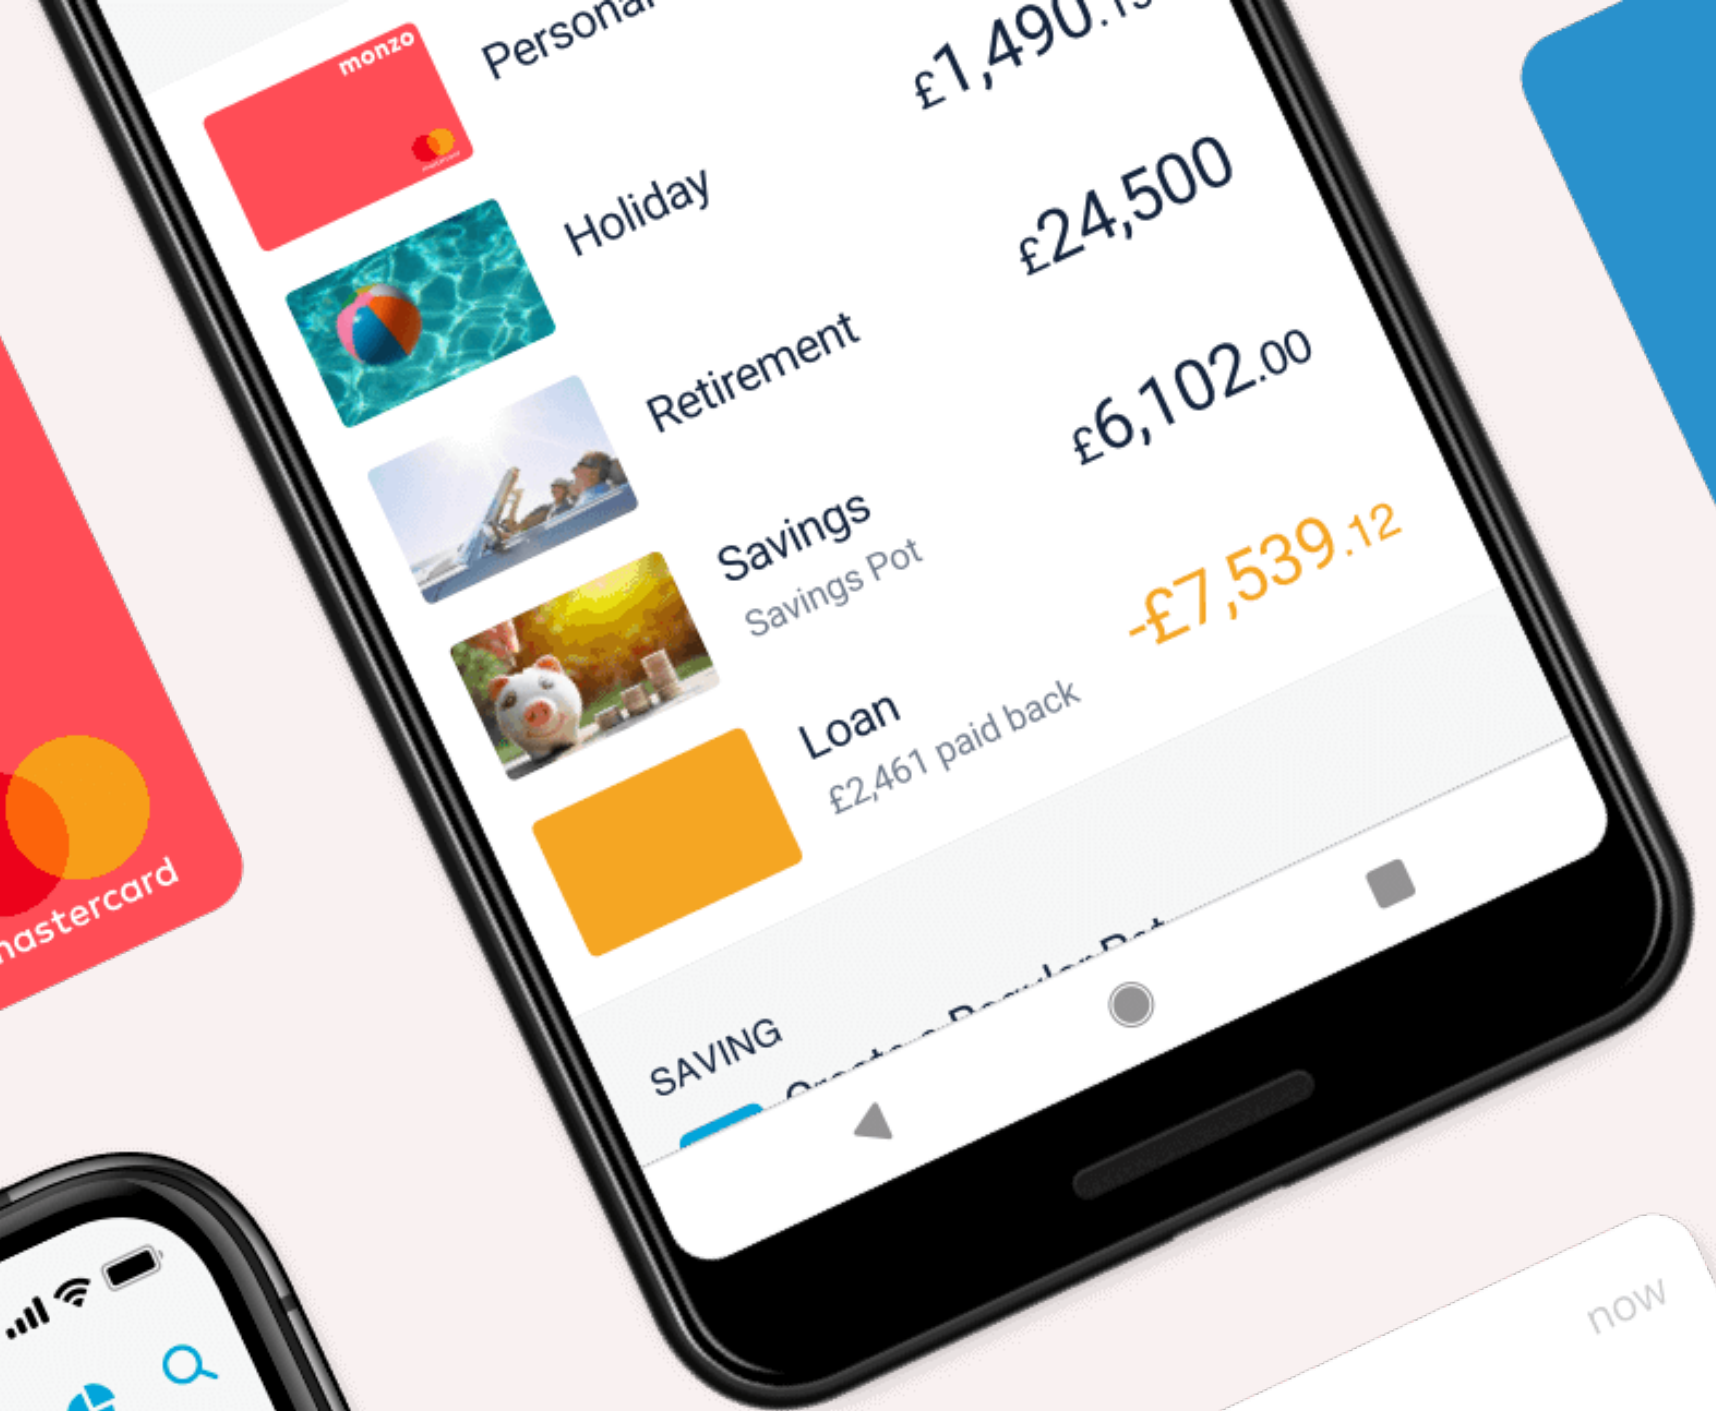 monzo
Personal
Holiday
£1,490
Retirement
£24,500
Savings
Savings Pot
£6,102.00
Loan
£2,461 paid back
-£7,539.12
SAVING
mastercard
now